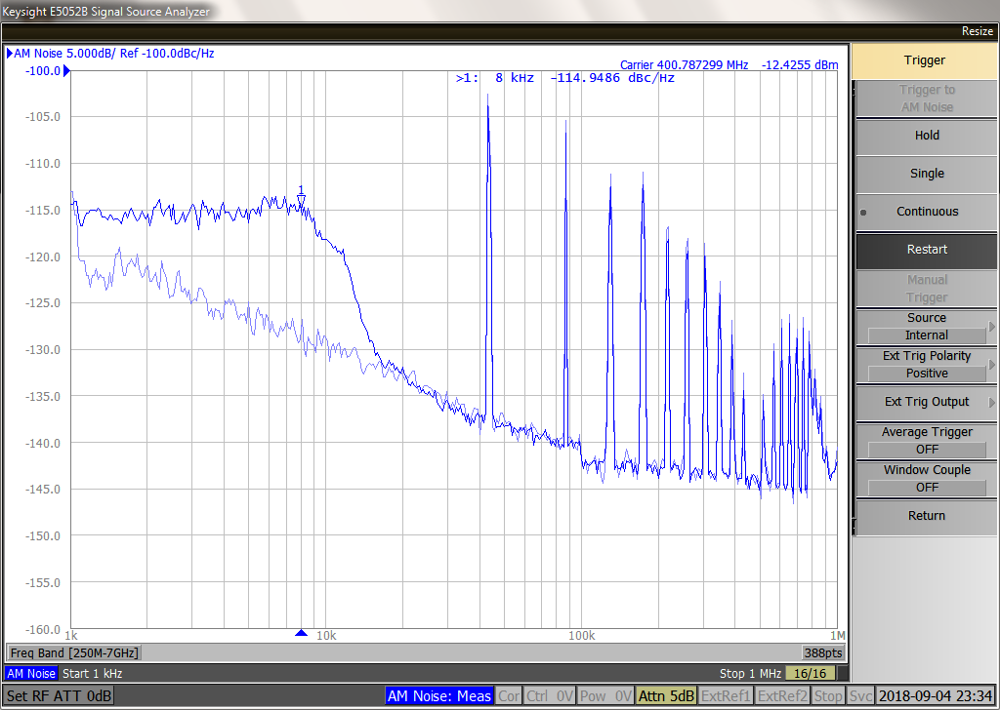 Keysight E5052B Signal Source Analyzer
Resize
AM Noise 5.000dB/ Ref -100.0dBc/Hz
Carrier 400.787299 MHz -12.4255 dBm
>1: 8 kHz -114.9486 dBc/Hz
-100.0
-105.0
-110.0
-115.0
-120.0
-125.0
-130.0
-135.0
-140.0
-145.0
-150.0
-155.0
-160.0
1
1k 10k 100k 1M
Freq Band [250M-7GHz] 388pts
AM Noise Start 1 kHz Stop 1 MHz 16/16
Set RF ATT 0dB AM Noise: Meas Cor Ctrl 0V Pow 0V Attn 5dB ExtRef1 ExtRef2 Stop Svc 2018-09-04 23:34
Trigger
Trigger to
AM Noise
Hold
Single
Continuous
Restart
Manual
Trigger
Source
Internal
Ext Trig Polarity
Positive
Ext Trig Output
Average Trigger
OFF
Window Couple
OFF
Return